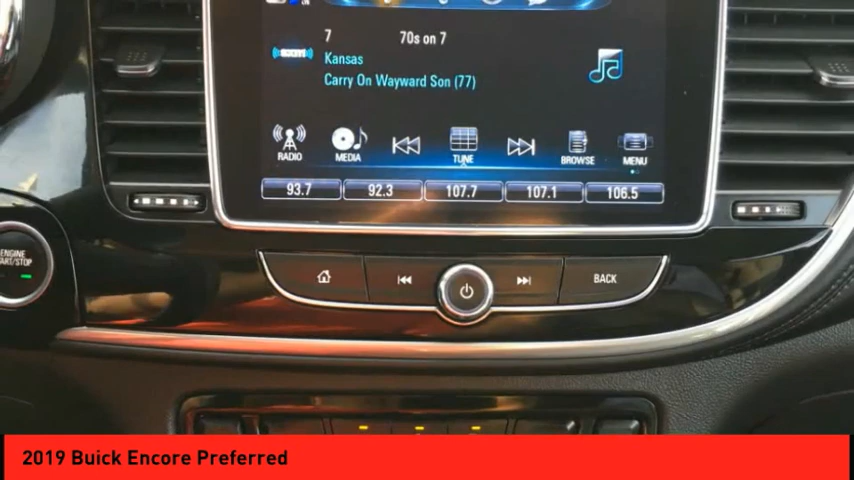 SXM
7 70s on 7
Kansas
Carry On Wayward Son (77)
RADIO MEDIA TUNE BROWSE MENU
93.7 92.3 107.7 107.1 106.5
ENGINE
START/STOP
BACK
2019 Buick Encore Preferred